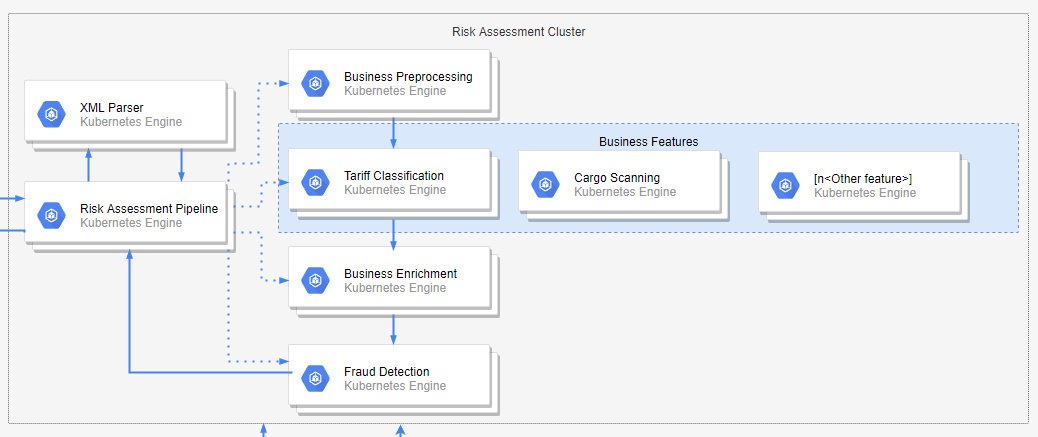 Risk Assessment Cluster
Business Preprocessing
Kubernetes Engine
XML Parser
Kubernetes Engine
Business Features
Tariff Classification
Kubernetes Engine
Cargo Scanning
Kubernetes Engine
[n<Other feature>]
Kubernetes Engine
Risk Assessment Pipeline
Kubernetes Engine
Business Enrichment
Kubernetes Engine
Fraud Detection
Kubernetes Engine